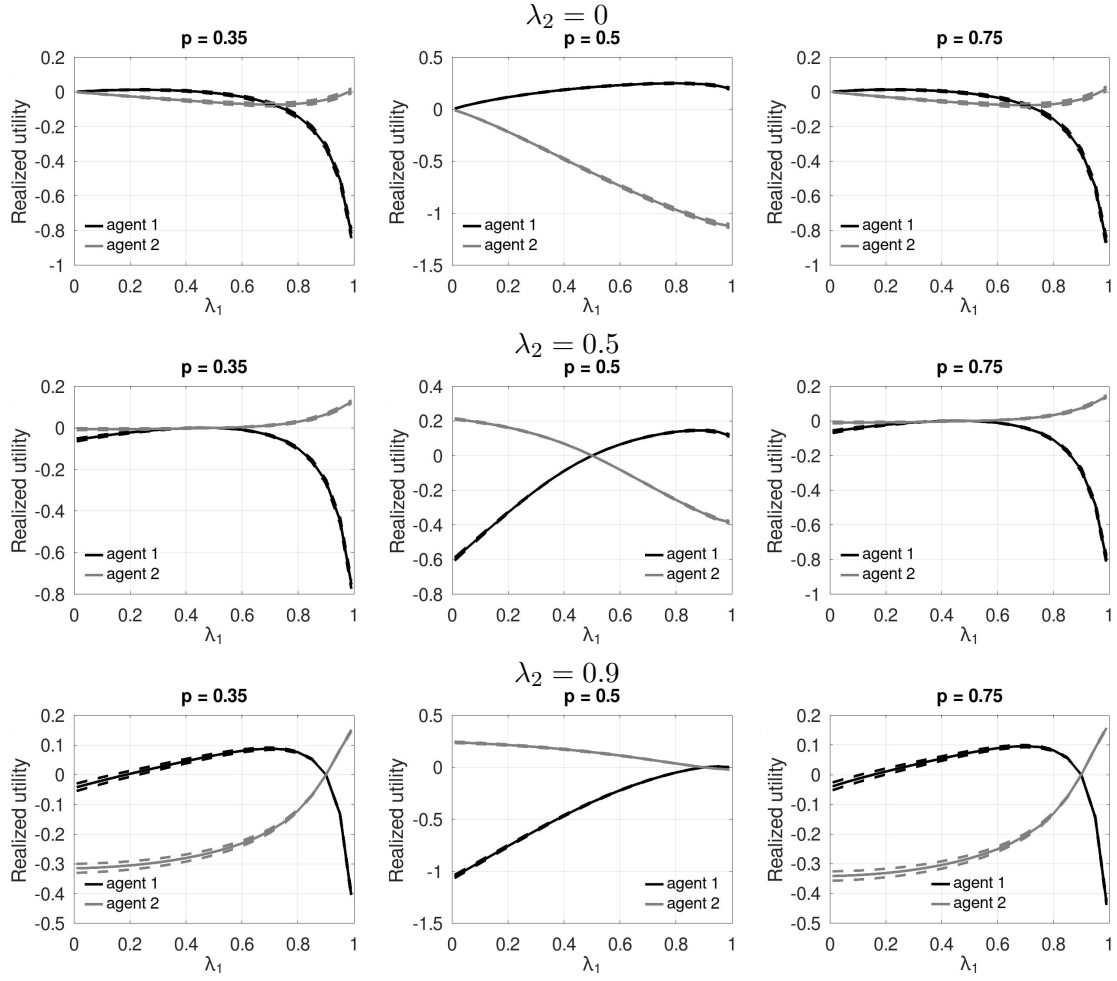 λ₂ = 0
p = 0.35
p = 0.5
p = 0.75
Realized utility
0.2
0
-0.2
-0.4
-0.6
-0.8
-1
agent 1
agent 2
0 0.2 0.4 0.6 0.8 1
λ₁
Realized utility
0.5
0
-0.5
-1
-1.5
agent 1
agent 2
0 0.2 0.4 0.6 0.8 1
λ₁
Realized utility
0.2
0
-0.2
-0.4
-0.6
-0.8
-1
agent 1
agent 2
0 0.2 0.4 0.6 0.8 1
λ₁
λ₂ = 0.5
p = 0.35
p = 0.5
p = 0.75
Realized utility
0.2
0
-0.2
-0.4
-0.6
-0.8
agent 1
agent 2
0 0.2 0.4 0.6 0.8 1
λ₁
Realized utility
0.4
0.2
0
-0.2
-0.4
-0.6
-0.8
agent 1
agent 2
0 0.2 0.4 0.6 0.8 1
λ₁
Realized utility
0.2
0
-0.2
-0.4
-0.6
-0.8
-1
agent 1
agent 2
0 0.2 0.4 0.6 0.8 1
λ₁
λ₂ = 0.9
p = 0.35
p = 0.5
p = 0.75
Realized utility
0.2
0.1
0
-0.1
-0.2
-0.3
-0.4
-0.5
agent 1
agent 2
0 0.2 0.4 0.6 0.8 1
λ₁
Realized utility
0.5
0
-0.5
-1
-1.5
agent 1
agent 2
0 0.2 0.4 0.6 0.8 1
λ₁
Realized utility
0.2
0.1
0
-0.1
-0.2
-0.3
-0.4
-0.5
agent 1
agent 2
0 0.2 0.4 0.6 0.8 1
λ₁